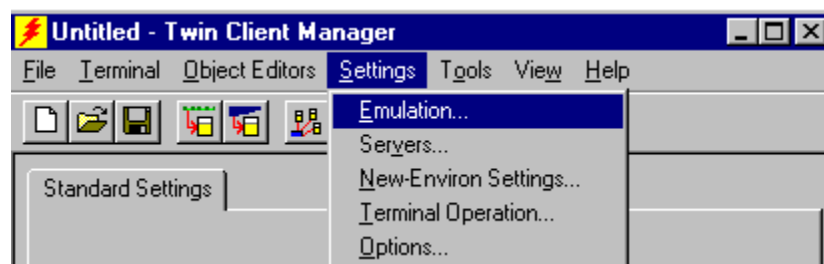 Untitled - Twin Client Manager
File Terminal Object Editors Settings Tools View Help
Emulation...
Servers...
New-Environ Settings...
Standard Settings
Terminal Operation...
Options...